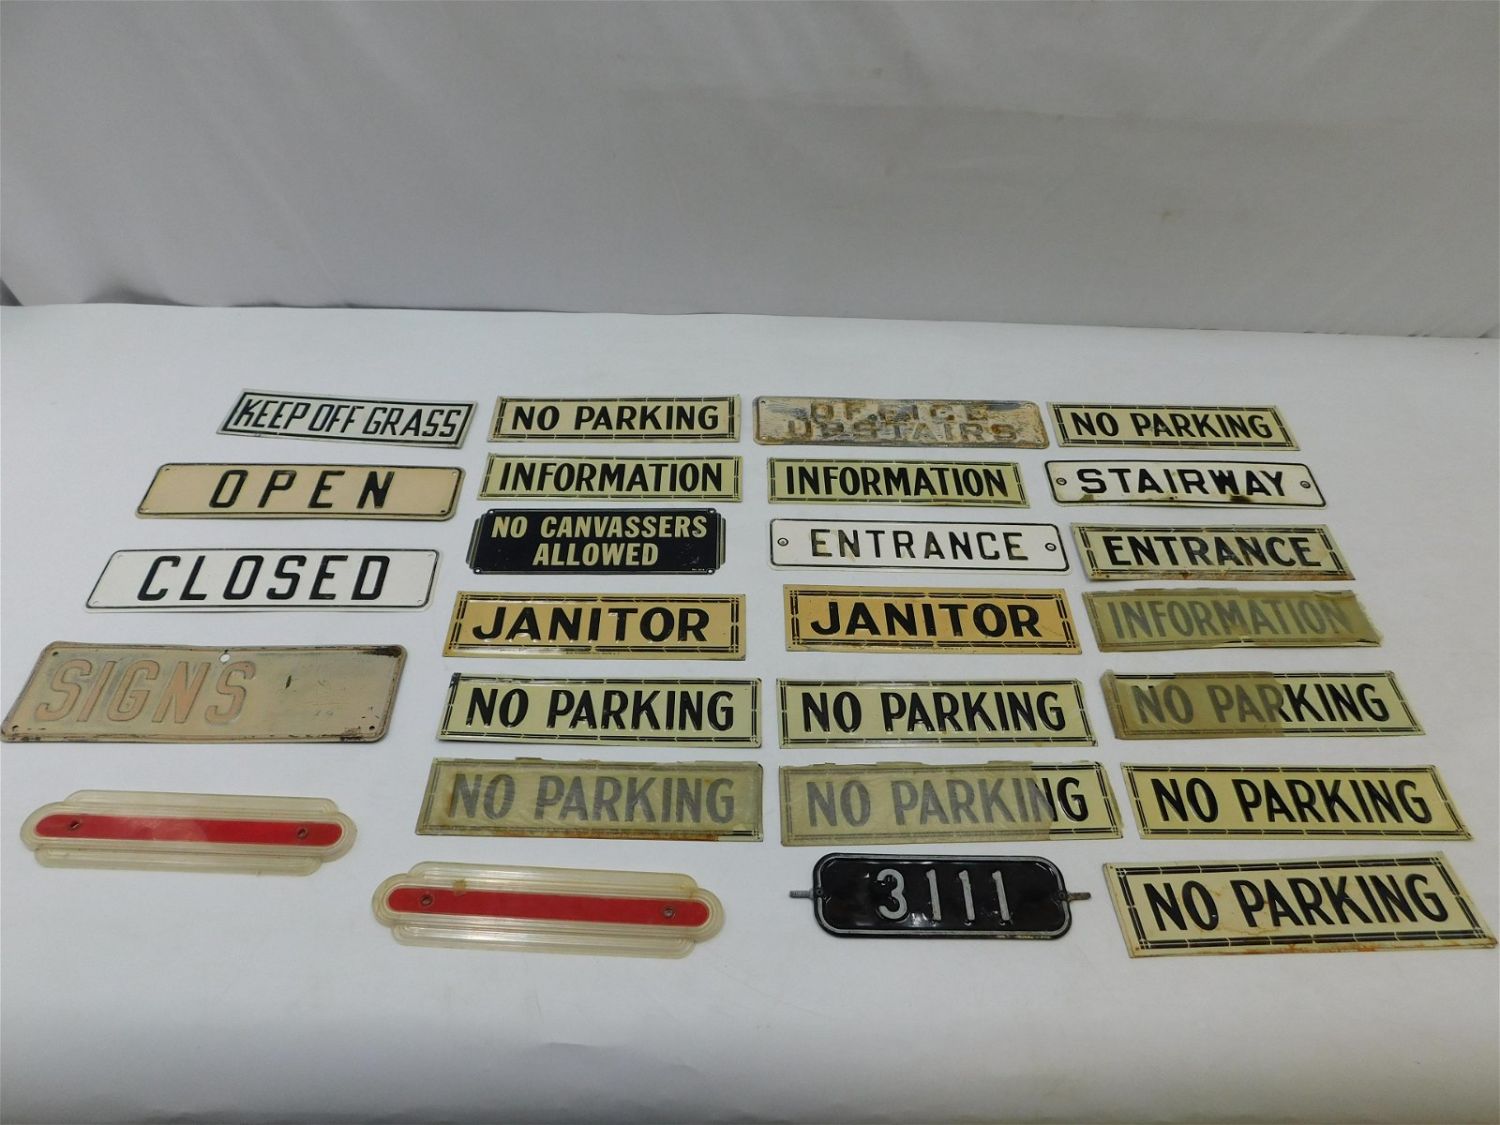 KEEP OFF GRASS
NO PARKING
OFFICE
UPSTAIRS
NO PARKING
OPEN
INFORMATION
INFORMATION
STAIRWAY
CLOSED
NO CANVASSERS
ALLOWED
ENTRANCE
ENTRANCE
JANITOR
JANITOR
INFORMATION
SIGNS
NO PARKING
NO PARKING
NO PARKING
NO PARKING
NO PARKING
NO PARKING
3111
NO PARKING